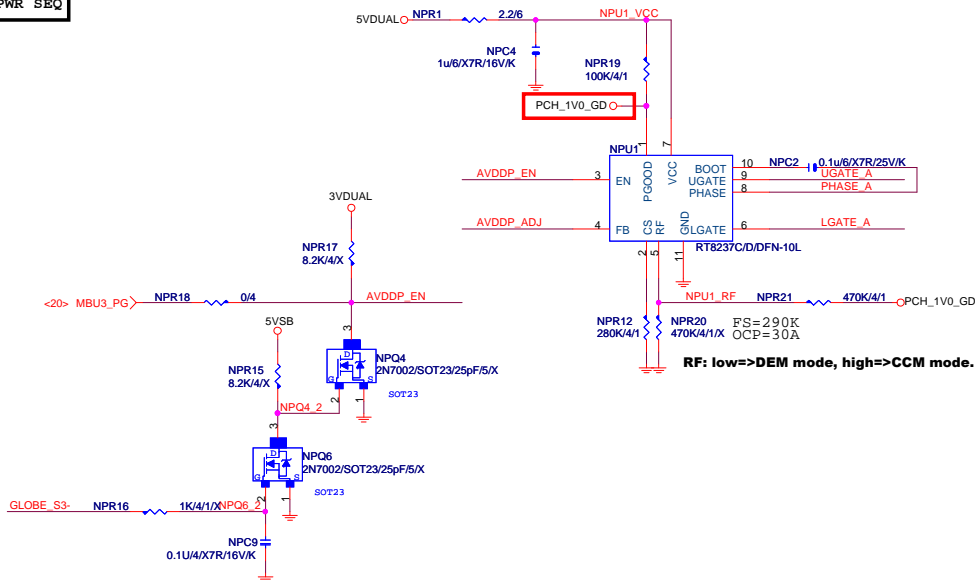 PWR SEQ
5VDUAL
NPR1
2.2/6
NPU1_VCC
NPC4
1u/6/X7R/16V/K
NPR19
100K/4/1
PCH_1V0_GD
NPU1
1
7
PGOOD
VCC
AVDDP_EN
3
EN
BOOT
10
NPC2
0.1u/6/X7R/25V/K
UGATE
9
UGATE_A
PHASE
8
PHASE_A
AVDDP_ADJ
4
FB
CS
RF
GND
LGATE
6
LGATE_A
2
5
11
RT8237C/D/DFN-10L
3VDUAL
NPR17
8.2K/4/X
<20> MBU3_PG
NPR18
0/4
AVDDP_EN
NPU1_RF
NPR21
470K/4/1
PCH_1V0_GD
NPR12
280K/4/1
NPR20
470K/4/1/X
FS=290K
OCP=30A
RF: low=>DEM mode, high=>CCM mode.
5VSB
NPR15
8.2K/4/X
3
D
G
S
NPQ4
2N7002/SOT23/25pF/5/X
SOT23
2
1
NPQ4_2
3
D
G
S
NPQ6
2N7002/SOT23/25pF/5/X
SOT23
2
1
GLOBE_S3-
NPR16
1K/4/1/X
NPQ6_2
NPC9
0.1U/4/X7R/16V/K